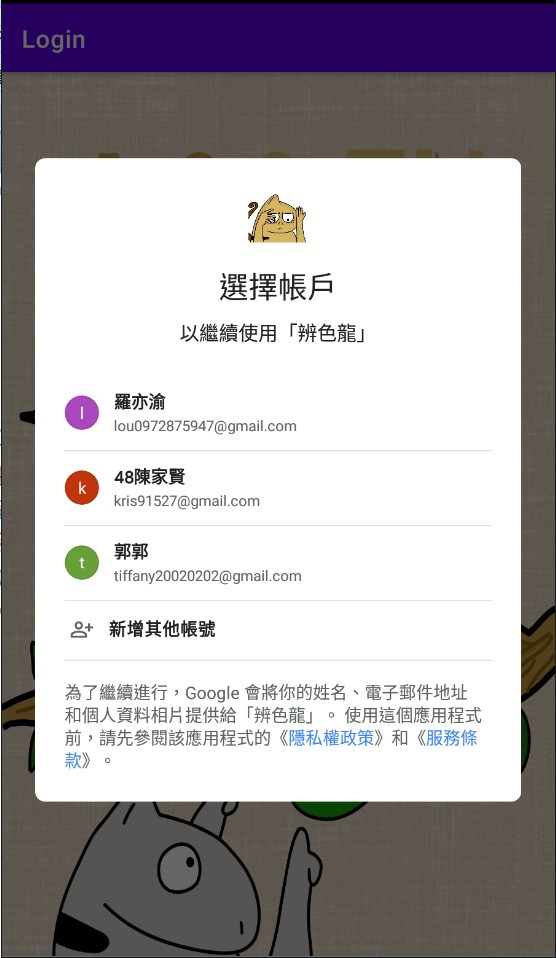 Login
選擇帳戶
以繼續使用「辨色龍」
l
羅亦渝
lou0972875947@gmail.com
k
48陳家賢
kris91527@gmail.com
t
郭郭
tiffany20020202@gmail.com
新增其他帳號
為了繼續進行，Google 會將你的姓名、電子郵件地址
和個人資料相片提供給「辨色龍」。 使用這個應用程式
前，請先參閱該應用程式的《隱私權政策》和《服務條
款》。